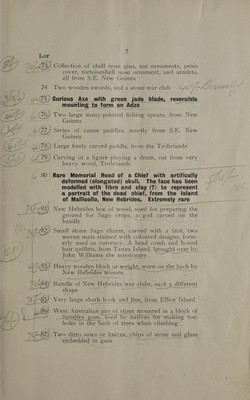 3
Lot
73 Collection of shell nose pins, ear ornaments, penis
cover, tortoiseshell nose ornament, and armlets,
all from S.E. New Guinea
74 Two wooden swords, and a stone war club
75 Curious Axe with green jade blade, reversible
mounting to form an Adze
76 Two large many-pointed fishing spears, from New
Guinea
77 Series of canoe paddles, mostly from S.E. New
Guinea
78 Large finely carved paddle, from the Trobriands
79 Carving of a figure playing a drum, cut from very
heavy wood, Trobriands
80 Rare Memorial Head of a Chief with artificially
deformed (elongated) skull. The face has been
modelled with fibre and clay (?) to represent
a portrait of the dead chief, from the Island
of Mallicollo, New Hebrides. Extremely rare
81 New Hebrides box of wood, used for preparing the
ground for Sago crops, a god carved on the
handle
82 Small stone Sago charm, carved with a face, two
woven mats stained with coloured designs, form-
erly used as currency. A head comb and bound
hair quillets, from Tanna Island, brought over by
John Williams the missionary
83 Heavy wooden block or weight, worn on the back by
New Hebrides women
84 Bundle of New Hebrides war clubs, each a different
shape
85 Very large shark hook and line, from Ellice Island
86 West Australian axe of stone mounted in a block of
Spinifex gum, used by natives for making toe-
holes in the bark of trees when climbing
87 Two ditto saws or knives, chips of stone and glass
embedded in gum